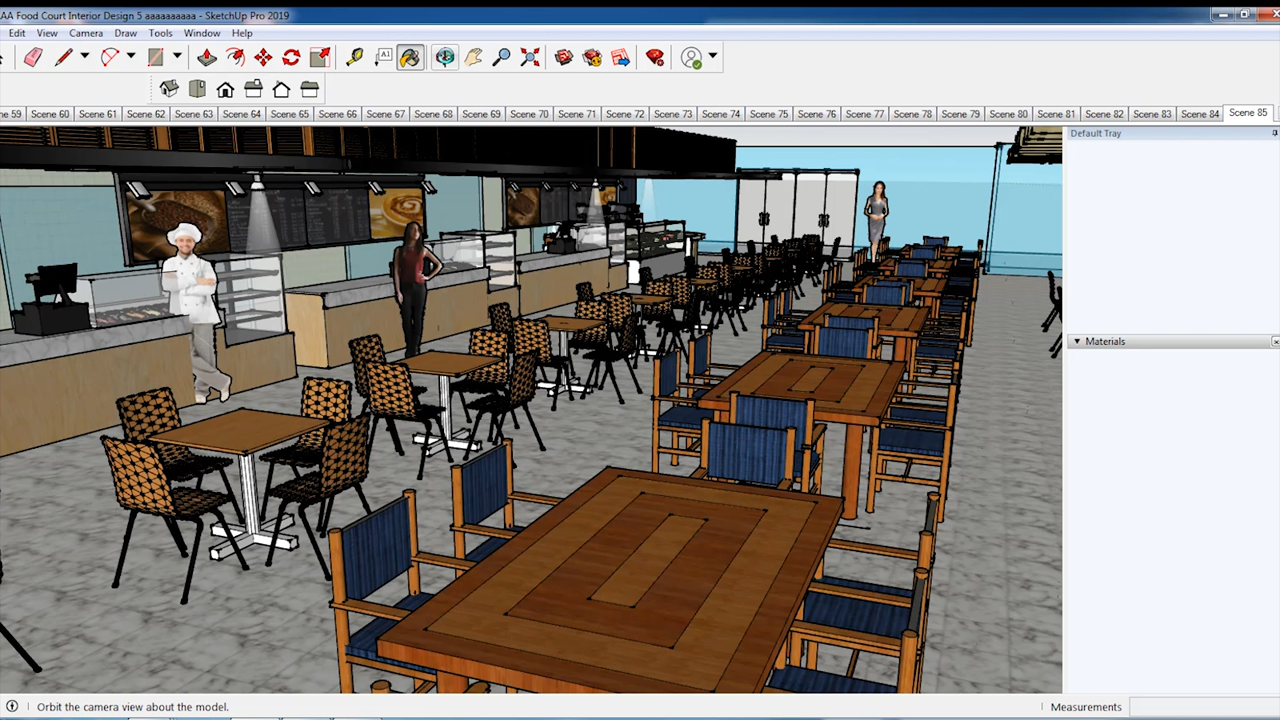 AA Food Court Interior Design 5 aaaaaaaaaa - SketchUp Pro 2019
Edit View Camera Draw Tools Window Help
A1
ne 59 Scene 60 Scene 61 Scene 62 Scene 63 Scene 64 Scene 65 Scene 66 Scene 67 Scene 68 Scene 69 Scene 70 Scene 71 Scene 72 Scene 73 Scene 74 Scene 75 Scene 76 Scene 77 Scene 78 Scene 79 Scene 80 Scene 81 Scene 82 Scene 83 Scene 84 Scene 85
Default Tray
Materials
Orbit the camera view about the model.
Measurements